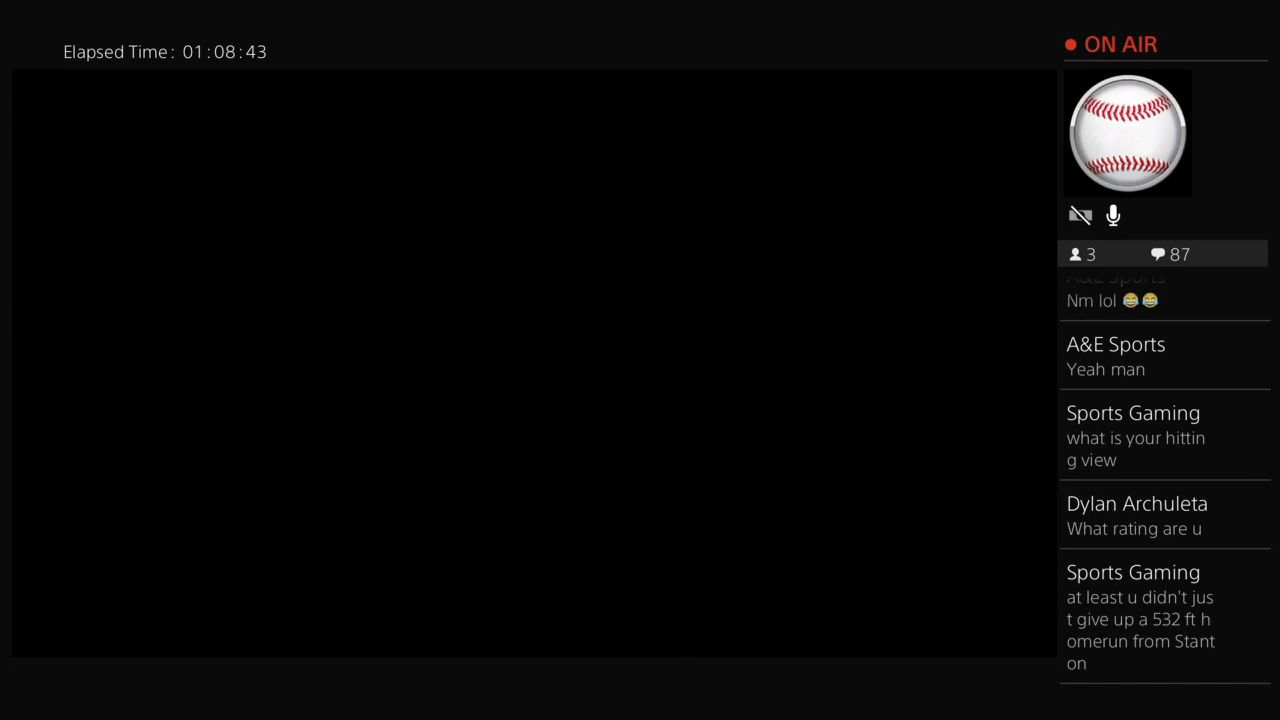 Elapsed Time: 01:08:43
ON AIR
3 87
A&E Sports
Nm lol 😂😂
A&E Sports
Yeah man
Sports Gaming
what is your hittin
g view
Dylan Archuleta
What rating are u
Sports Gaming
at least u didn't jus
t give up a 532 ft h
omerun from Stant
on